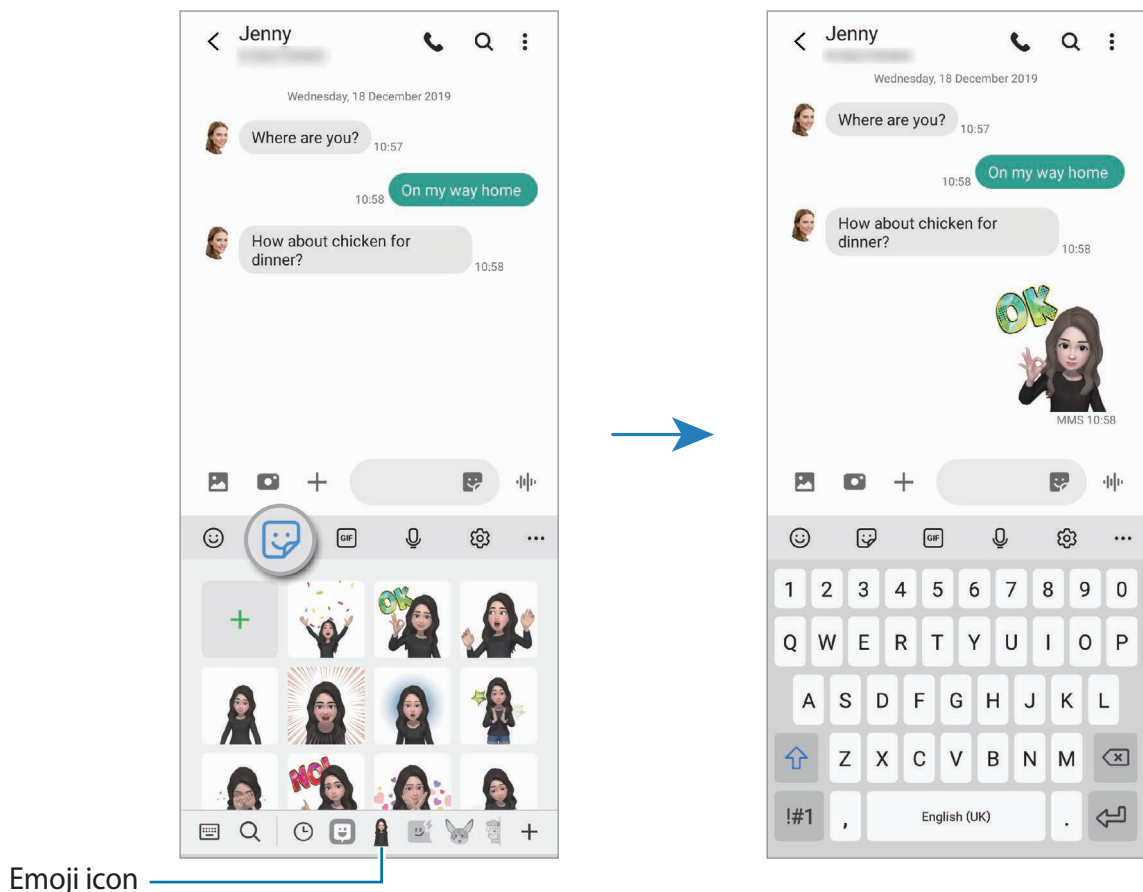 Jenny
Wednesday, 18 December 2019
Where are you?
10:57
On my way home
10:58
How about chicken for
dinner?
10:58
GIF
OK
NO!
Emoji icon
Jenny
Wednesday, 18 December 2019
Where are you?
10:57
On my way home
10:58
How about chicken for
dinner?
10:58
OK
MMS 10:58
GIF
1 2 3 4 5 6 7 8 9 0
Q W E R T Y U I O P
A S D F G H J K L
Z X C V B N M
!#1 , English (UK) .